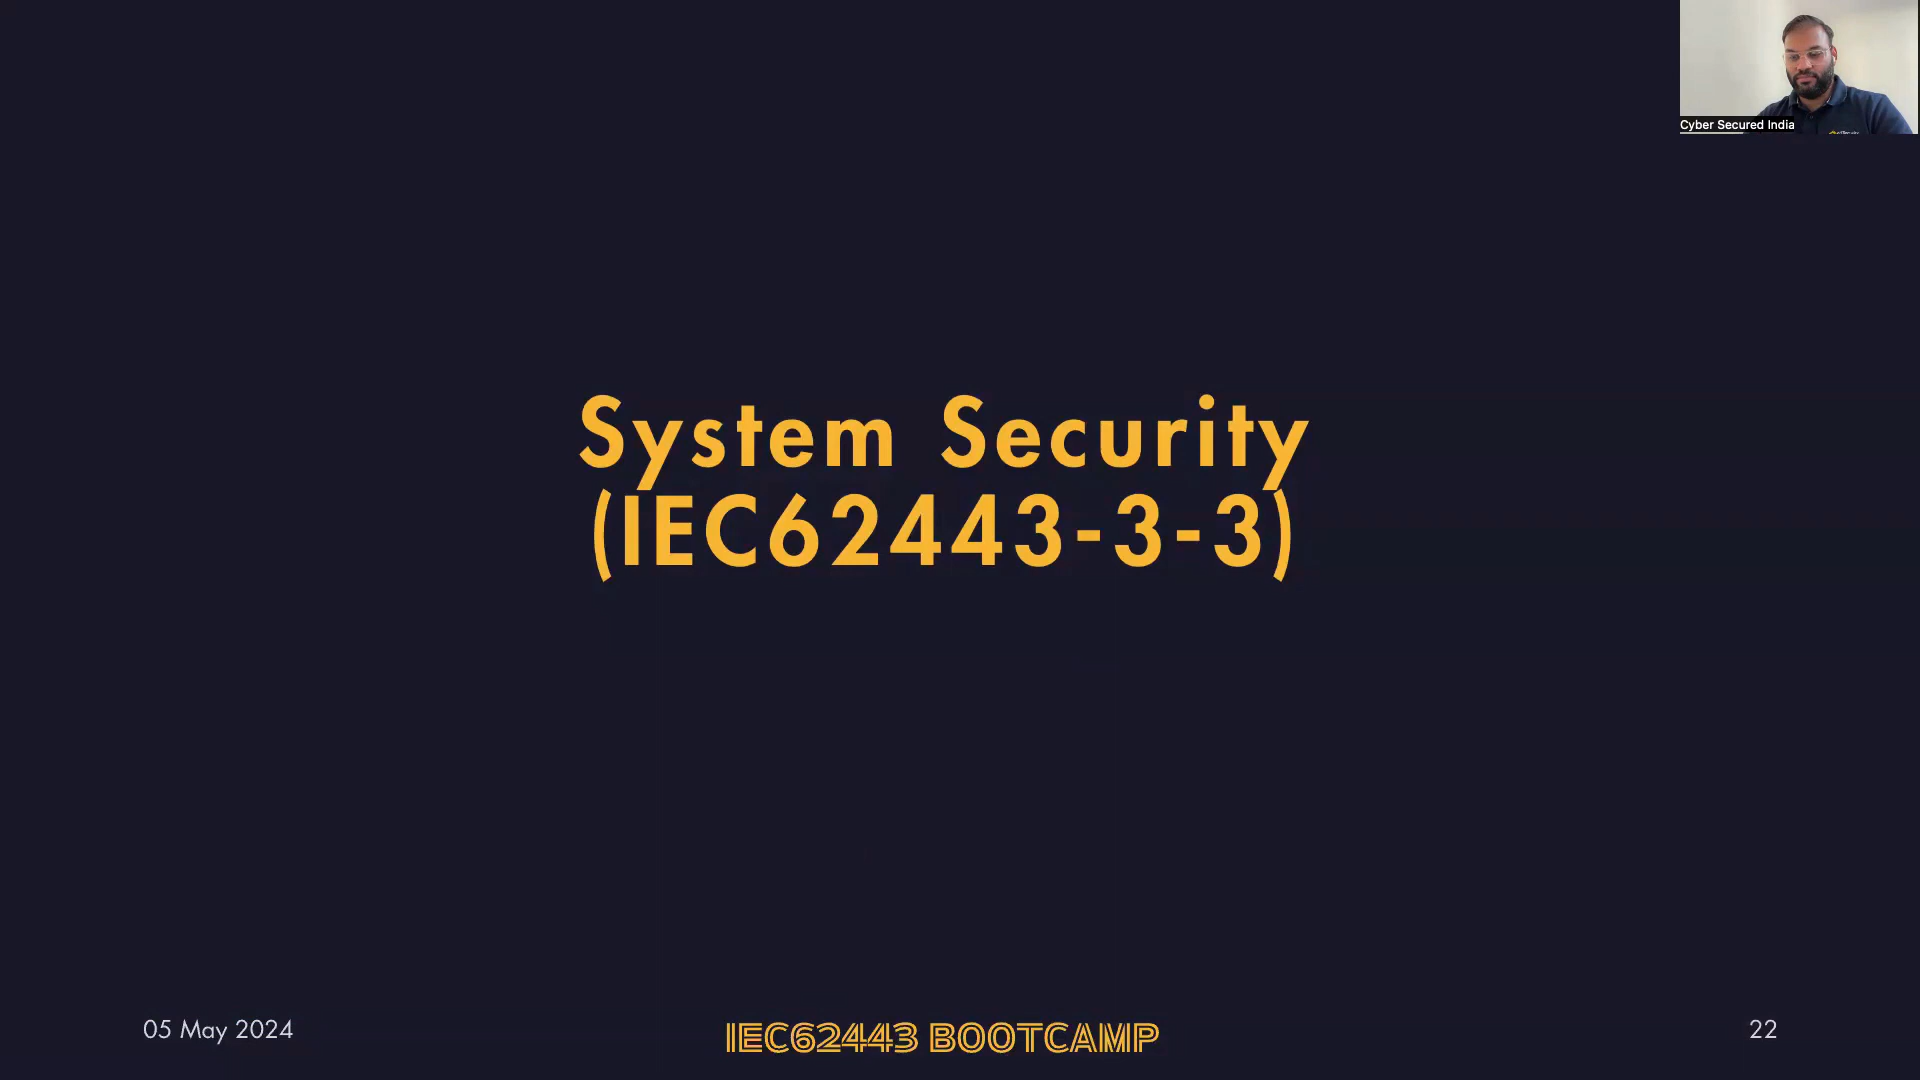 Cyber Secured India
System Security
(IEC62443-3-3)
05 May 2024
IEC62443 BOOTCAMP
22